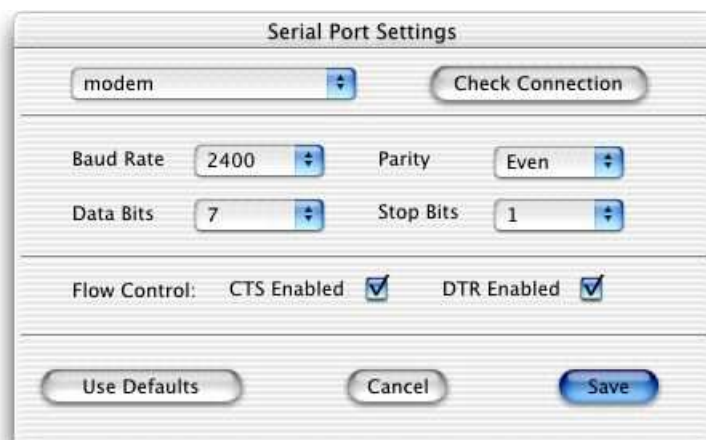 Serial Port Settings
modem Check Connection
Baud Rate 2400 Parity Even
Data Bits 7 Stop Bits 1
Flow Control: CTS Enabled DTR Enabled
Use Defaults Cancel Save